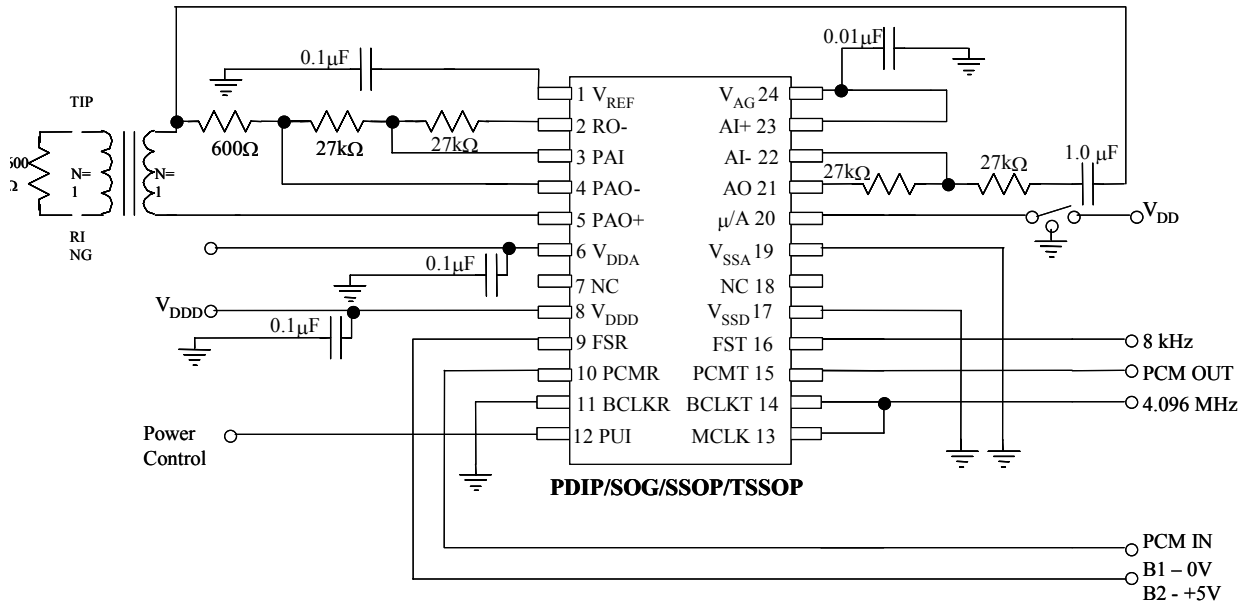 0.1µF
0.01µF
TIP
600Ω
27kΩ
27kΩ
N=
1
N=
1
RI
NG
1 VREF
2 RO-
3 PAI
4 PAO-
5 PAO+
6 VDDA
7 NC
8 VDDD
9 FSR
10 PCMR
11 BCLKR
12 PUI
VAG 24
AI+ 23
AI- 22
AO 21
µ/A 20
VSSA 19
NC 18
VSSD 17
FST 16
PCMT 15
BCLKT 14
MCLK 13
27kΩ
27kΩ
1.0 µF
VDD
0.1µF
VDDD
0.1µF
8 kHz
PCM OUT
4.096 MHz
Power
Control
PDIP/SOG/SSOP/TSSOP
PCM IN
B1 – 0V
B2 - +5V